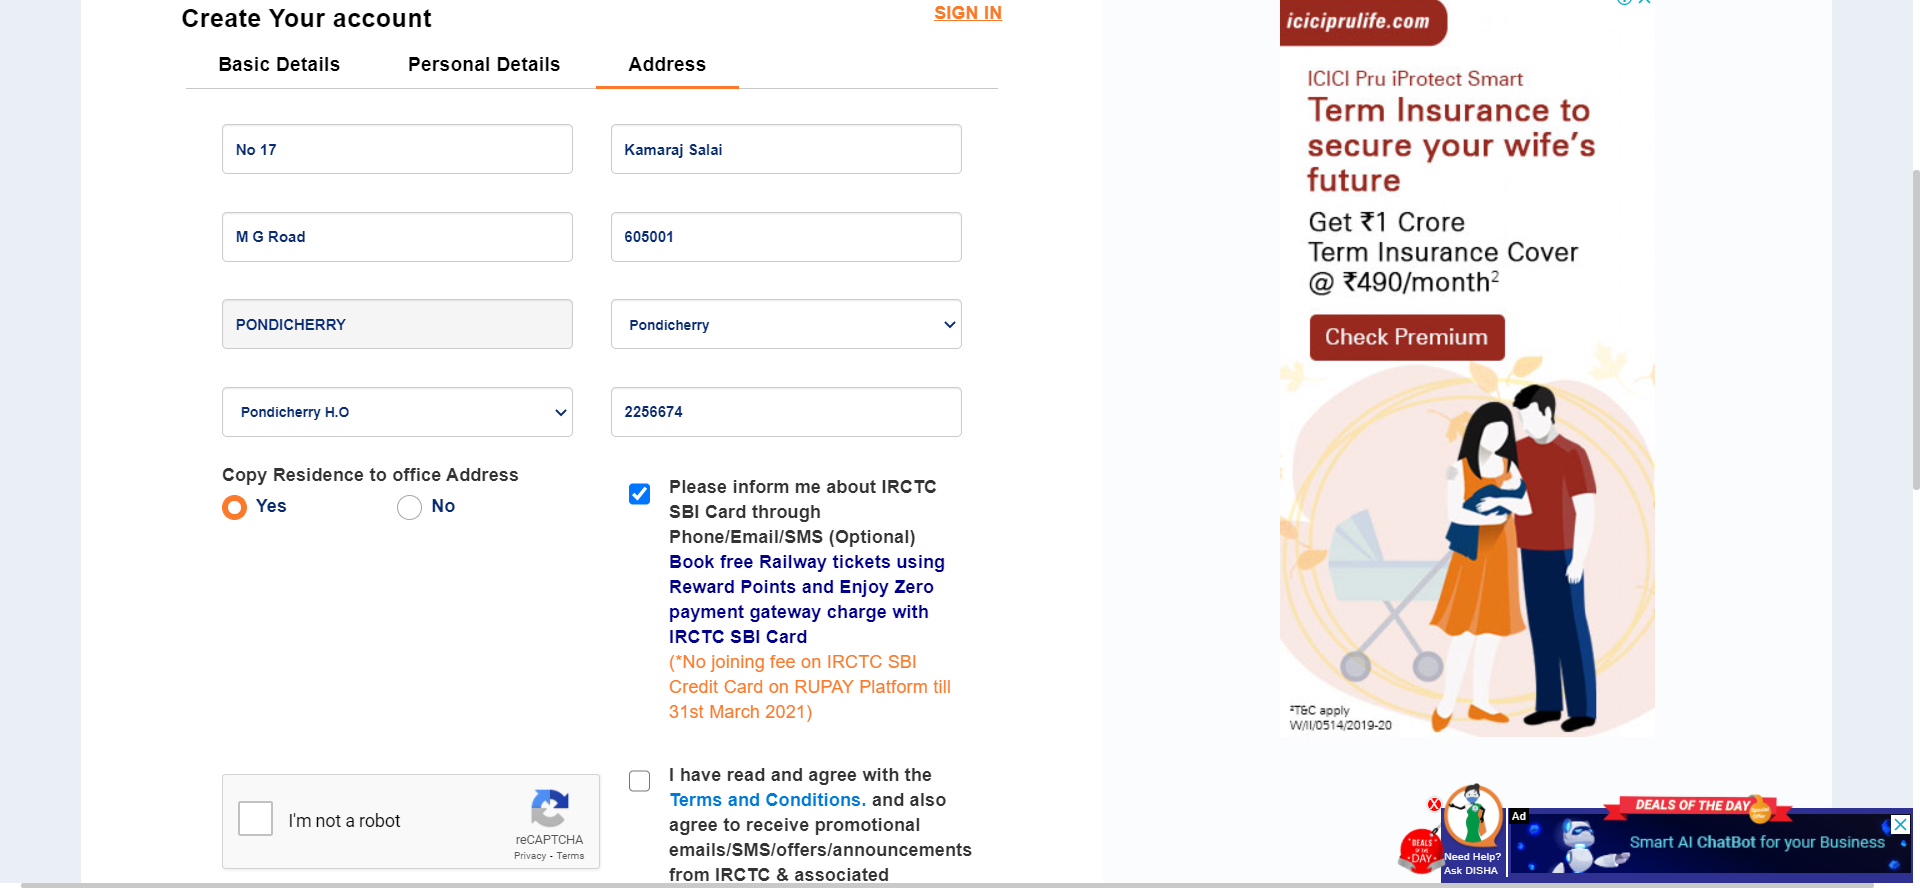 Create Your account
SIGN IN
Basic Details
Personal Details
Address
No 17
Kamaraj Salai
M G Road
605001
PONDICHERRY
Pondicherry
Pondicherry H.O
2256674
Copy Residence to office Address
Yes
No
Please inform me about IRCTC
SBI Card through
Phone/Email/SMS (Optional)
Book free Railway tickets using
Reward Points and Enjoy Zero
payment gateway charge with
IRCTC SBI Card
(*No joining fee on IRCTC SBI
Credit Card on RUPAY Platform till
31st March 2021)
I'm not a robot
reCAPTCHA
Privacy - Terms
I have read and agree with the
Terms and Conditions. and also
agree to receive promotional
emails/SMS/offers/announcements
from IRCTC & associated
iciciprulife.com
ICICI Pru iProtect Smart
Term Insurance to
secure your wife's
future
Get ₹1 Crore
Term Insurance Cover
@ ₹490/month2
Check Premium
²T&C apply
W/II/0514/2019-20
DEALS OF THE DAY
Special Offer
X
DEALS
OF THE
DAY
Need Help?
Ask DISHA
Ad
Smart AI ChatBot for your Business